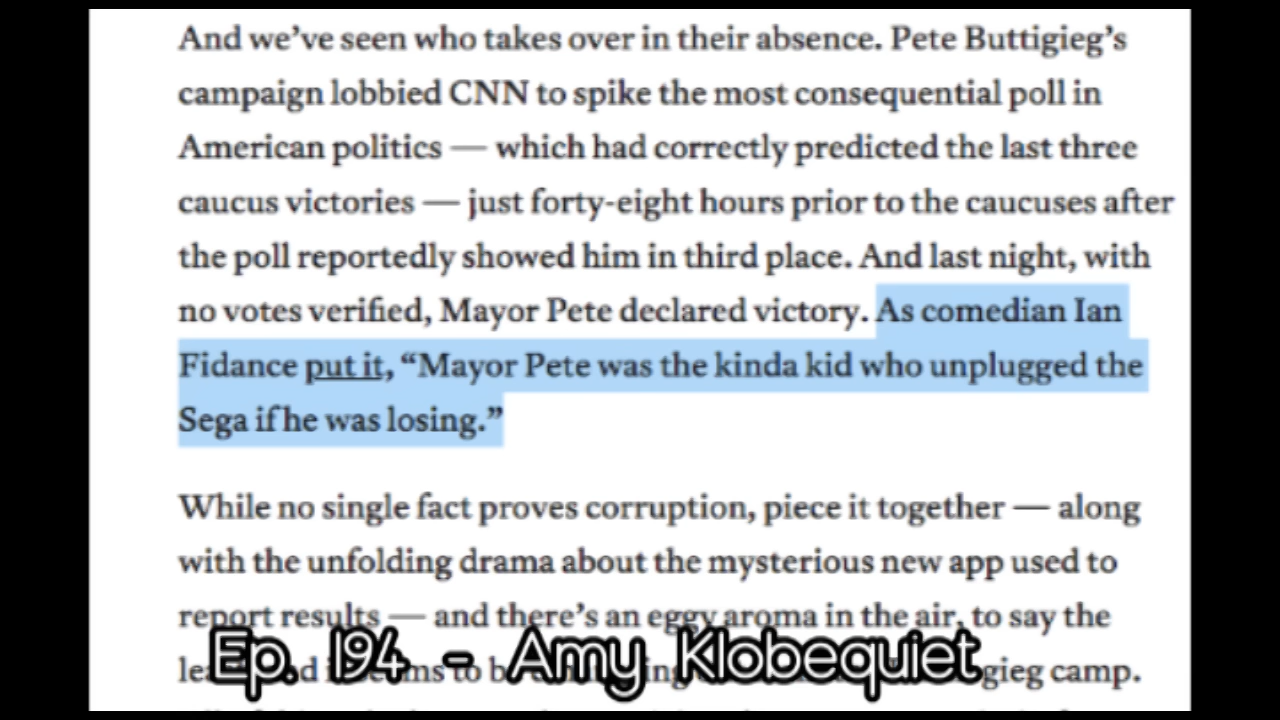 And we’ve seen who takes over in their absence. Pete Buttigieg’s
campaign lobbied CNN to spike the most consequential poll in
American politics — which had correctly predicted the last three
caucus victories — just forty-eight hours prior to the caucuses after
the poll reportedly showed him in third place. And last night, with
no votes verified, Mayor Pete declared victory. As comedian Ian
Fidance put it, “Mayor Pete was the kinda kid who unplugged the
Sega if he was losing.”
While no single fact proves corruption, piece it together — along
with the unfolding drama about the mysterious new app used to
report results — and there’s an eggy aroma in the air, to say the
to camp.
Ep. 194 - Amy Klobequiet